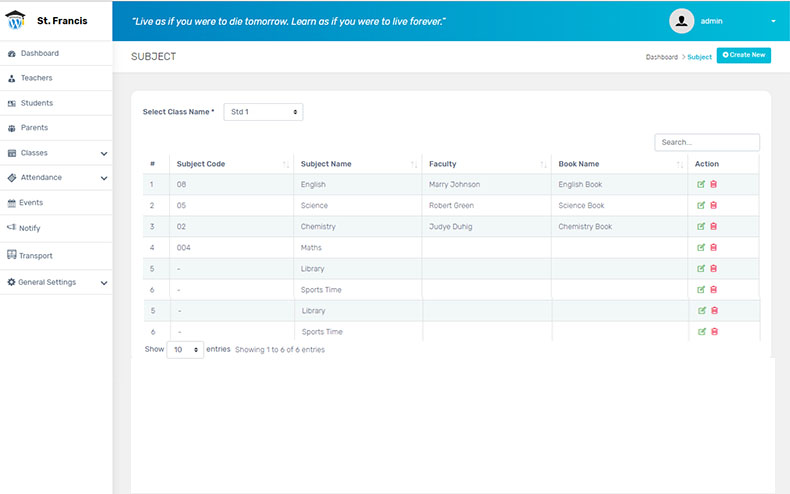 St. Francis
"Live as if you were to die tomorrow. Learn as if you were to live forever."
admin
Dashboard
Teachers
Students
Parents
Classes
Attendance
Events
Notify
Transport
General Settings
SUBJECT
Dashboard > Subject
Create New
Select Class Name * Std 1
Search...
# Subject Code Subject Name Faculty Book Name Action
1 08 English Marry Johnson English Book
2 05 Science Robert Green Science Book
3 02 Chemistry Judye Duhig Chemistry Book
4 004 Maths
5 - Library
6 - Sports Time
5 - Library
6 - Sports Time
Show 10 entries Showing 1 to 6 of 6 entries